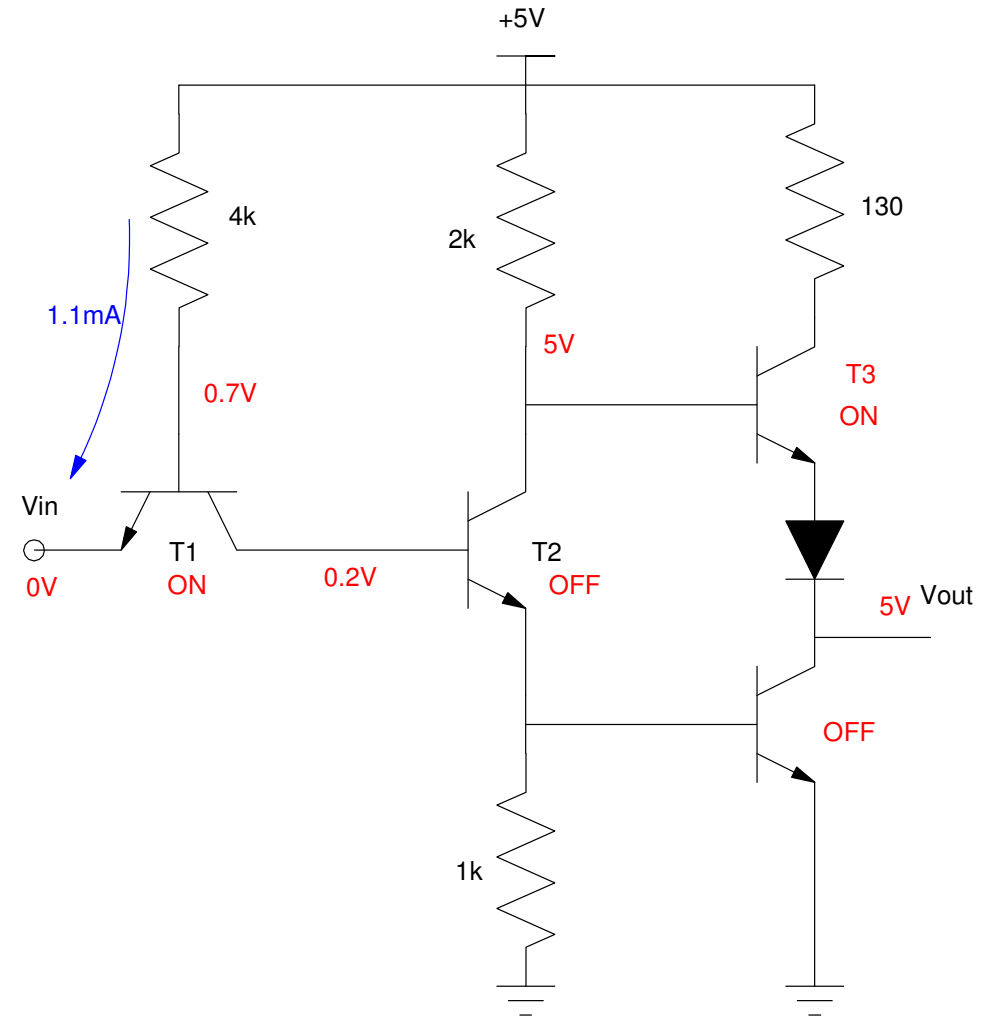 +5V
4k
2k
130
1.1mA
5V
0.7V
T3
ON
Vin
T1
T2
0V
ON
0.2V
OFF
5V
Vout
OFF
1k